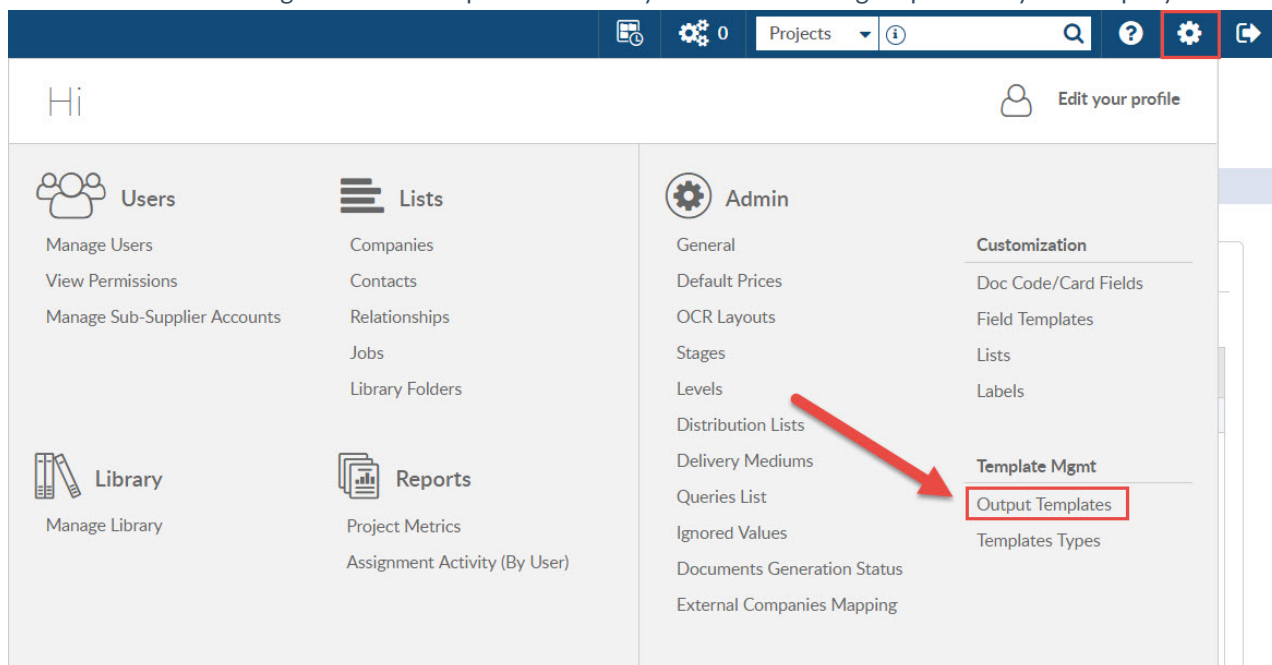 0 Projects
Hi
Edit your profile
Users
Manage Users
View Permissions
Manage Sub-Supplier Accounts
Lists
Companies
Contacts
Relationships
Jobs
Library Folders
Library
Manage Library
Reports
Project Metrics
Assignment Activity (By User)
Admin
General
Default Prices
OCR Layouts
Stages
Levels
Distribution Lists
Delivery Mediums
Queries List
Ignored Values
Documents Generation Status
External Companies Mapping
Customization
Doc Code/Card Fields
Field Templates
Lists
Labels
Template Mgmt
Output Templates
Templates Types